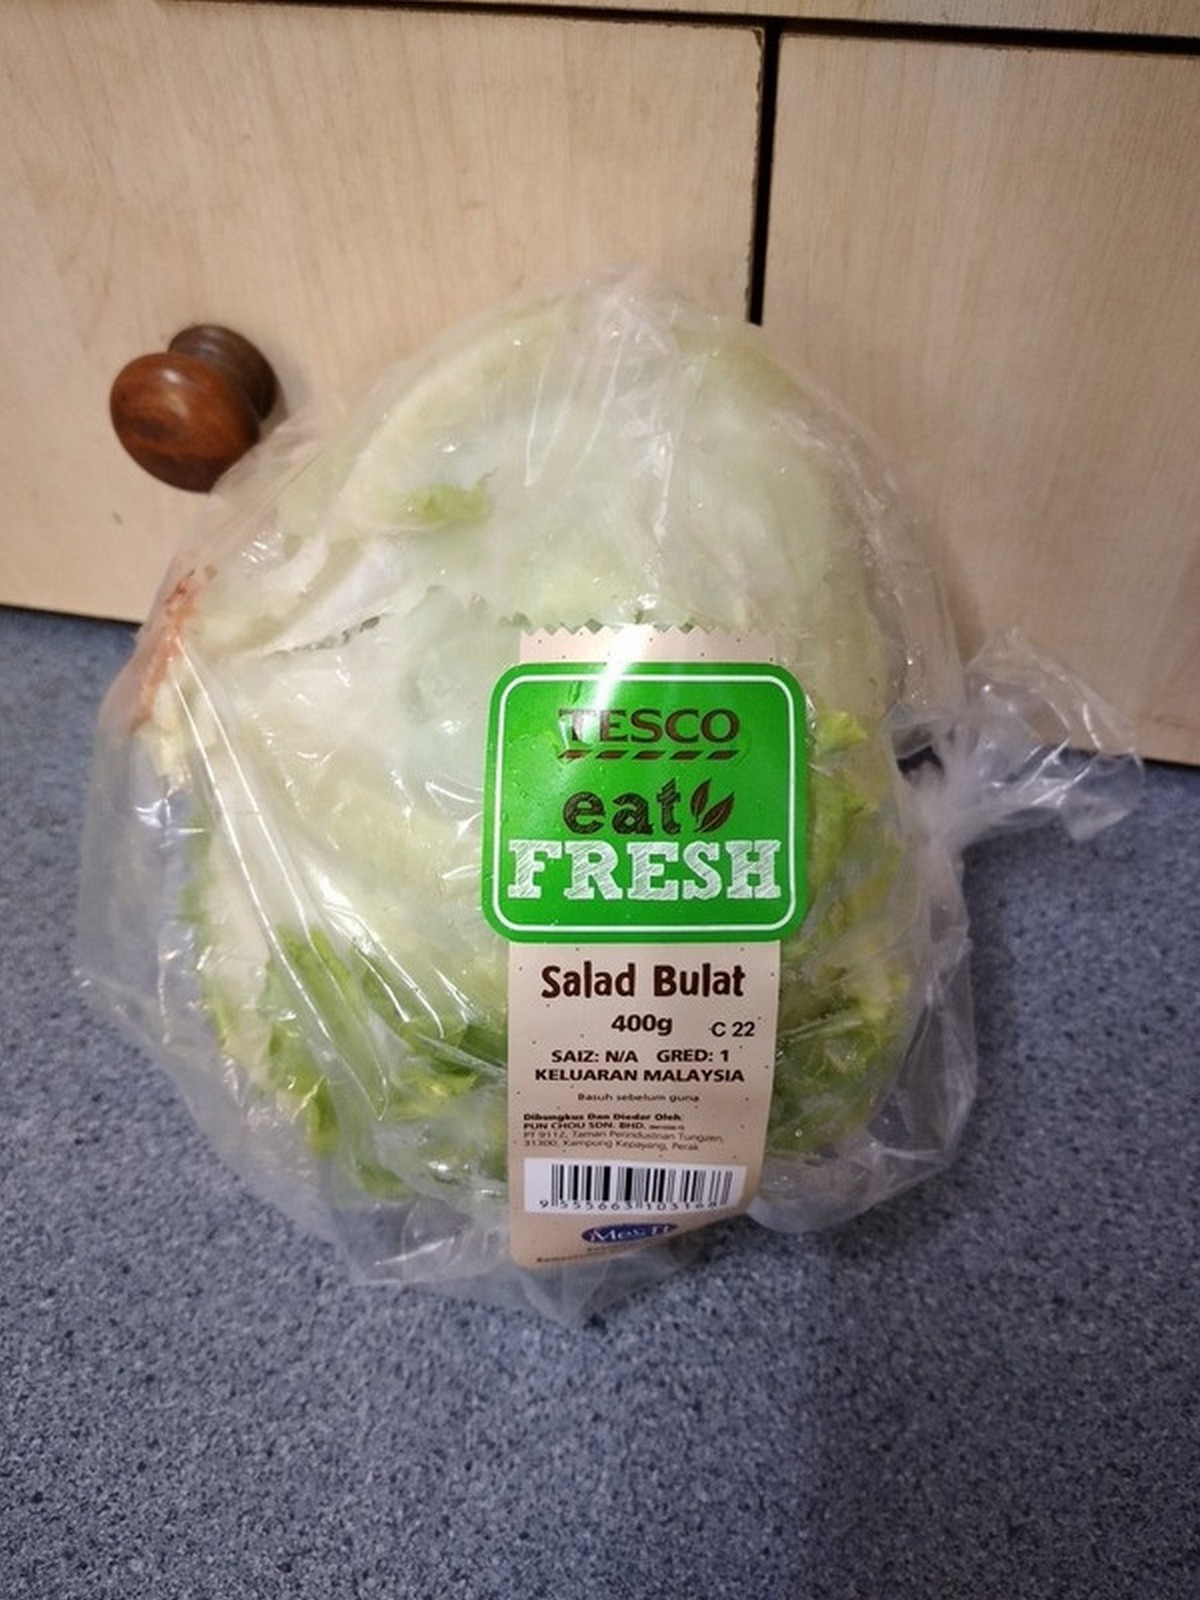 TESCO
eat
FRESH
Salad Bulat
400g C 22
SAIZ: N/A GRED: 1
KELUARAN MALAYSIA
Basuh sebelum guna
Dibungkus Dan Diedar Oleh:
PUN CHOU SDN. BHD.
PT 9112, Taman Perindustrian Tungzen,
31300, Kampung Kepayang, Perak